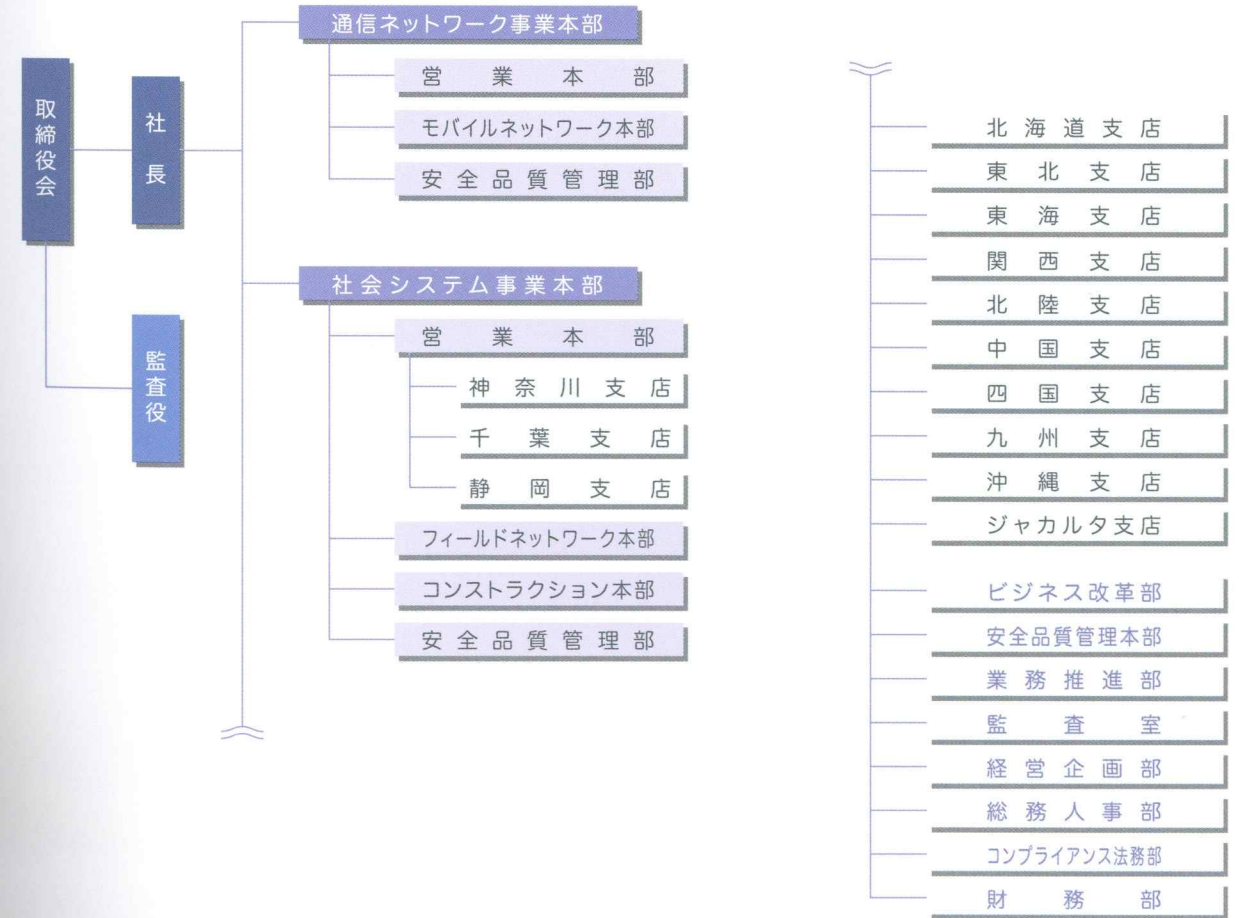 取締役会
社長
監査役
通信ネットワーク事業本部
営業本部
モバイルネットワーク本部
安全品質管理部
社会システム事業本部
営業本部
神奈川支店
千葉支店
静岡支店
フィールドネットワーク本部
コンストラクション本部
安全品質管理部
北海道支店
東北支店
東海支店
関西支店
北陸支店
中国支店
四国支店
九州支店
沖縄支店
ジャカルタ支店
ビジネス改革部
安全品質管理本部
業務推進部
監査室
経営企画部
総務人事部
コンプライアンス法務部
財務部